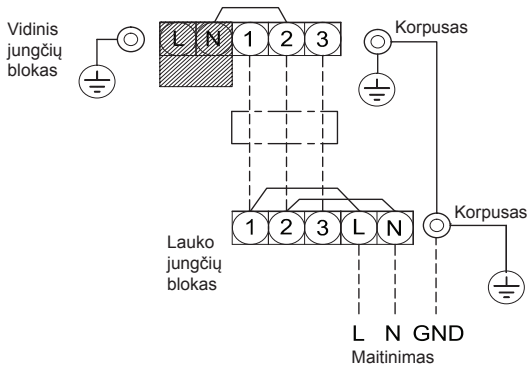 Vidinis
jungčių
blokas
L N 1 2 3
Korpusas
1 2 3 L N
Korpusas
Lauko
jungčių
blokas
L N GND
Maitinimas